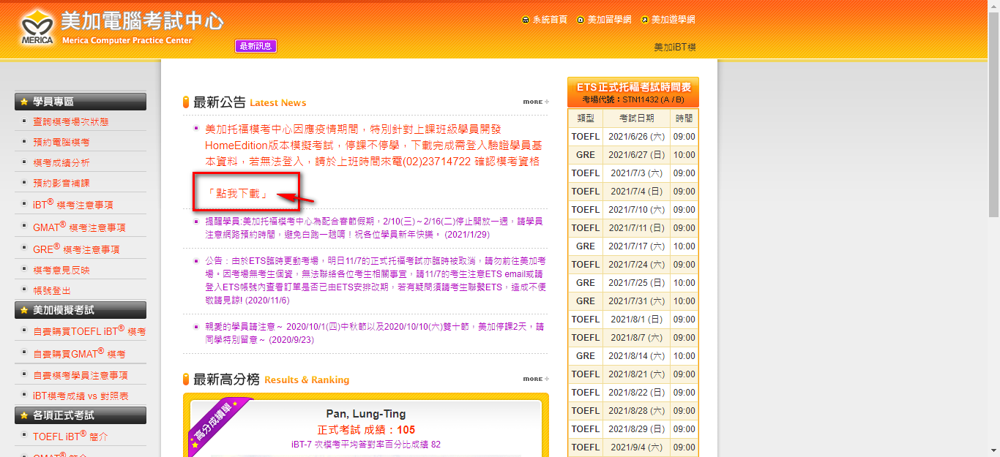 美加電腦考試中心
MERICA
Merica Computer Practice Center
系統首頁
美加留學網
美加遊學網
最新訊息
美加iBT模
學員專區
查詢模考場次狀態
預約電腦模考
模考成績分析
預約影音補課
iBT® 模考注意事項
GMAT® 模考注意事項
GRE® 模考注意事項
模考意見反映
帳號登出
美加模擬考試
自費購買TOEFL iBT® 模考
自費購買GMAT® 模考
自費模考學員注意事項
iBT模考成績 vs 對照表
各項正式考試
TOEFL iBT® 簡介
GMAT® 簡介
最新公告 Latest News
MORE+
美加托福模考中心因應疫情期間，特別針對上課班級學員開發
HomeEdition版本模擬考試，停課不停學，下載完成需登入驗證學員基
本資料，若無法登入，請於上班時間來電(02)23714722 確認模考資格
「點我下載」
提醒學員:美加托福模考中心為配合春節假期，2/10(三)～2/16(二)停止開放一週，請學員
注意網路預約時間，避免白跑一趟唷！祝各位學員新年快樂。 (2021/1/29)
公告：由於ETS臨時更動考場，明日11/7的正式托福考試亦臨時被取消，請勿前往美加考
場。因考場無考生個資，無法聯絡各位考生相關事宜，請11/7的考生注意ETS email或請
登入ETS帳號內查看訂單是否已由ETS安排改期，若有疑問須請考生聯繫ETS，造成不便
敬請見諒! (2020/11/6)
親愛的學員請注意～ 2020/10/1(四)中秋節以及2020/10/10(六)雙十節，美加停課2天，請
同學特別留意～ (2020/9/23)
最新高分榜 Results & Ranking
MORE+
高分成績單
Pan, Lung-Ting
正式考試 成績：105
iBT-7 次模考平均答對率百分比成績 82
ETS正式托福考試時間表
考場代號：STN11432 (A / B)
類型 考試日期 時間
TOEFL 2021/6/26 (六) 09:00
GRE 2021/6/27 (日) 10:00
TOEFL 2021/7/3 (六) 09:00
TOEFL 2021/7/4 (日) 09:00
TOEFL 2021/7/10 (六) 09:00
TOEFL 2021/7/11 (日) 09:00
GRE 2021/7/17 (六) 10:00
TOEFL 2021/7/24 (六) 09:00
GRE 2021/7/25 (日) 10:00
GRE 2021/7/31 (六) 10:00
TOEFL 2021/8/1 (日) 09:00
TOEFL 2021/8/7 (六) 09:00
GRE 2021/8/14 (六) 10:00
TOEFL 2021/8/21 (六) 09:00
TOEFL 2021/8/22 (日) 09:00
TOEFL 2021/8/28 (六) 09:00
TOEFL 2021/8/29 (日) 09:00
TOEFL 2021/9/4 (六) 09:00